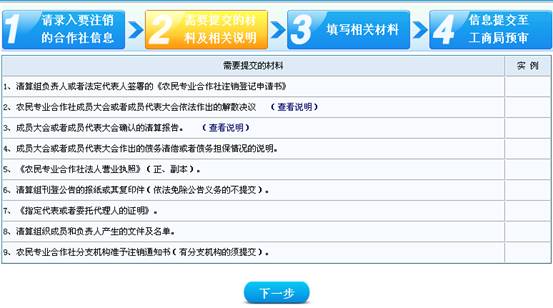 1 请录入要注销
的合作社信息
2 需要提交的材
料及相关说明
3 填写相关材料
4 信息提交至
工商局预审
需要提交的材料 实 例
1、清算组负责人或者法定代表人签署的《农民专业合作社注销登记申请书》
2、农民专业合作社成员大会或者成员代表大会依法作出的解散决议 （查看说明）
3、成员大会或者成员代表大会确认的清算报告。 （查看说明）
4、成员大会或者成员代表大会作出的债务清偿或者债务担保情况的说明。
5、《农民专业合作社法人营业执照》（正、副本）。
6、清算组刊登公告的报纸或其复印件（依法免除公告义务的不提交）。
7、《指定代表或者委托代理人的证明》。
8、清算组织成员和负责人产生的文件及名单。
9、农民专业合作社分支机构准予注销通知书（有分支机构的须提交）。
下一步